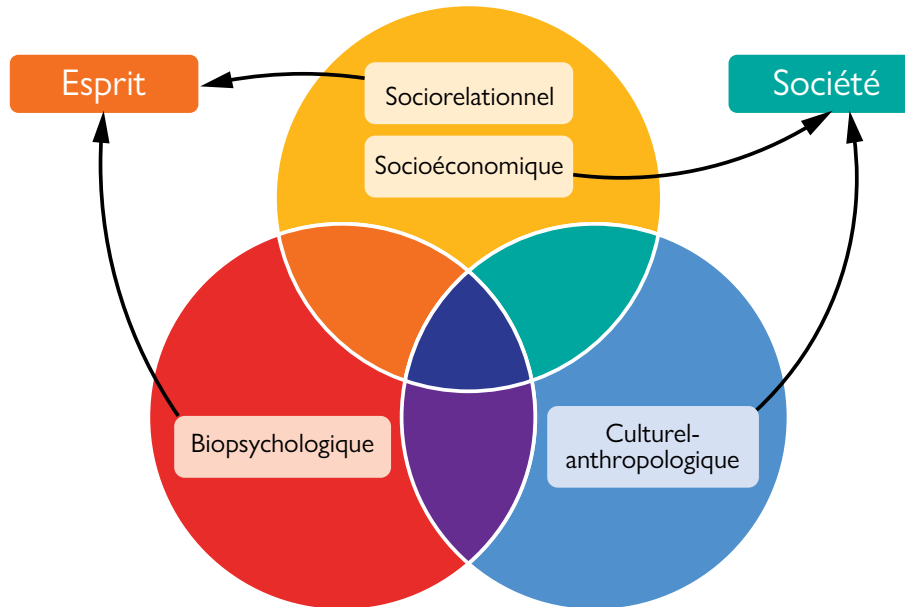 Esprit
Société
Sociorelationnel
Socioéconomique
Biopsychologique
Culturel-
anthropologique